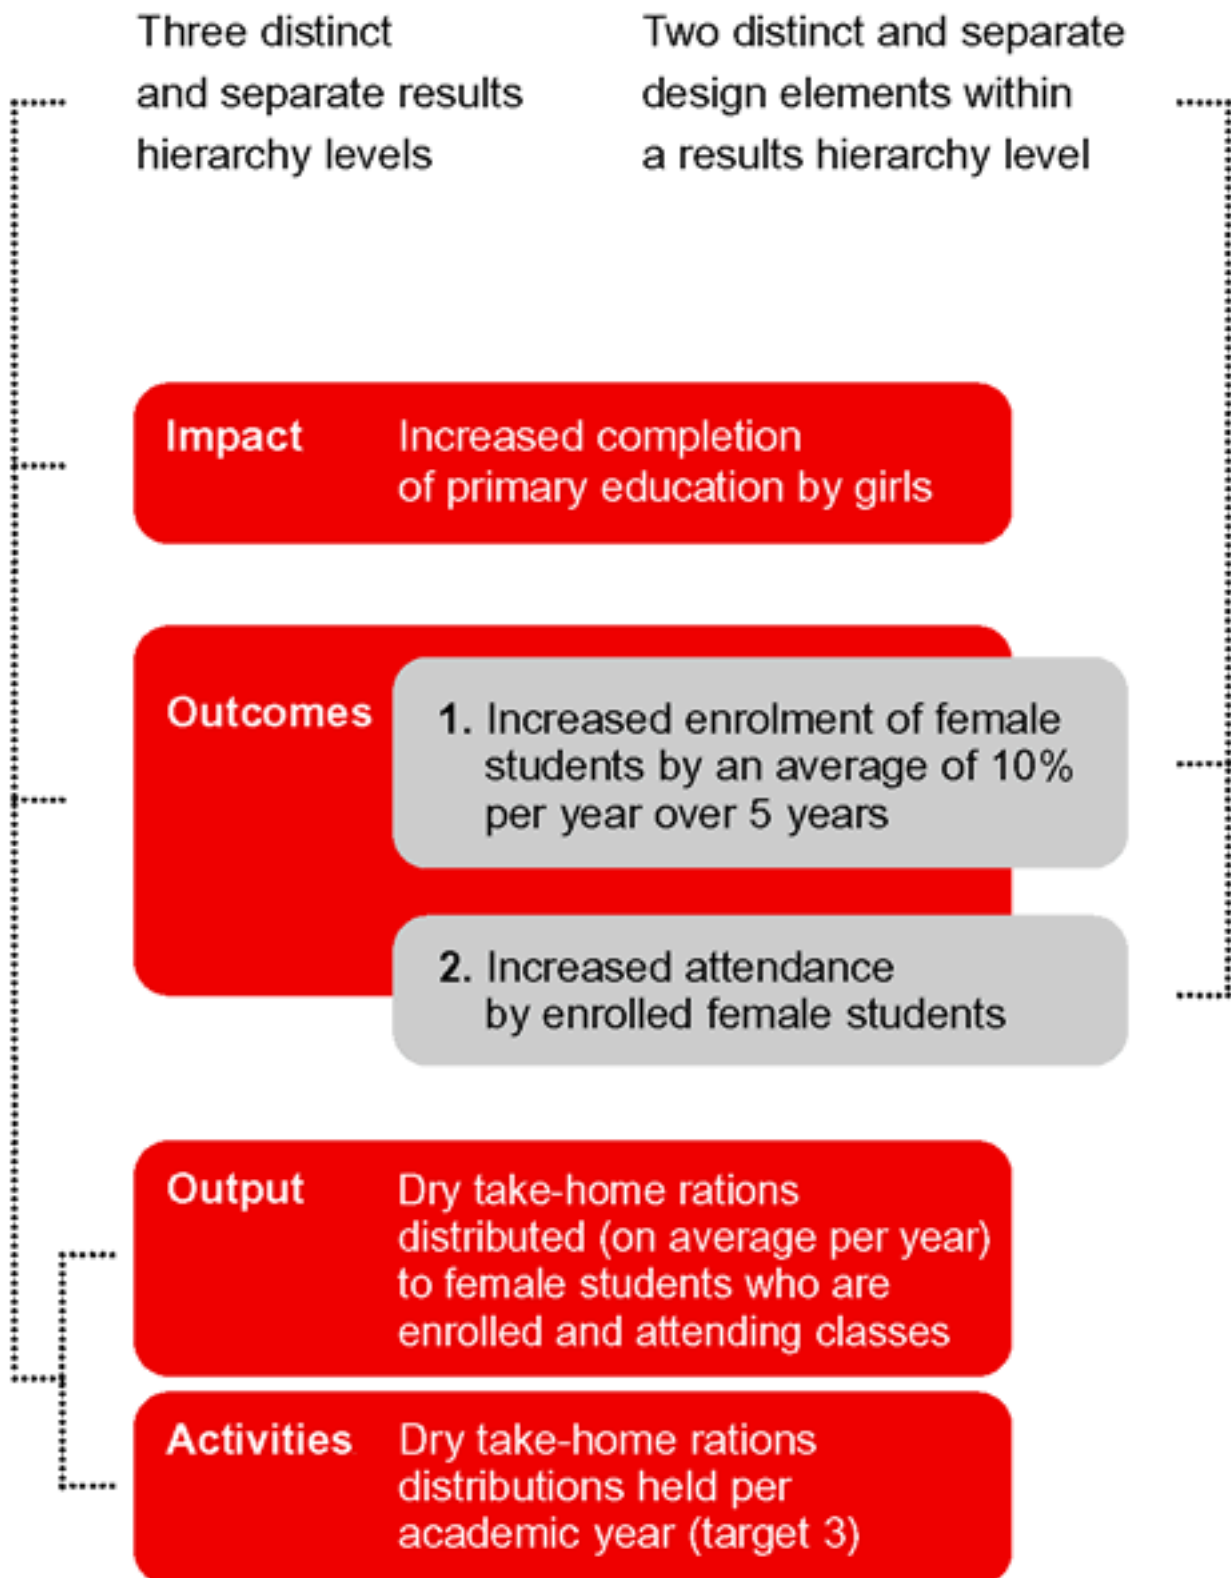 Three distinct
and separate results
hierarchy levels
Two distinct and separate
design elements within
a results hierarchy level
Impact
Increased completion
of primary education by girls
Outcomes
1. Increased enrolment of female
students by an average of 10%
per year over 5 years
2. Increased attendance
by enrolled female students
Output
Dry take-home rations
distributed (on average per year)
to female students who are
enrolled and attending classes
Activities
Dry take-home rations
distributions held per
academic year (target 3)